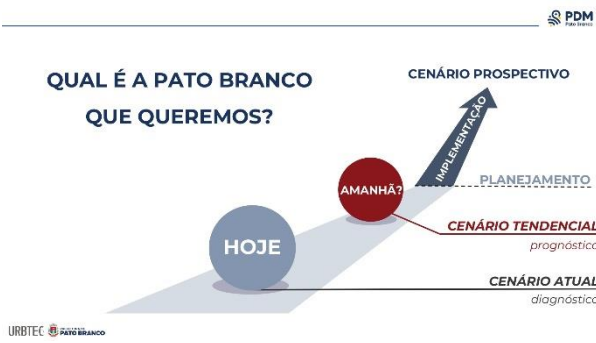 PDM
Pato Branco
QUAL É A PATO BRANCO
QUE QUEREMOS?
CENÁRIO PROSPECTIVO
IMPLEMENTAÇÃO
PLANEJAMENTO
AMANHÃ?
CENÁRIO TENDENCIAL
prognóstico
HOJE
CENÁRIO ATUAL
diagnóstico
URBTEC
PATO BRANCO